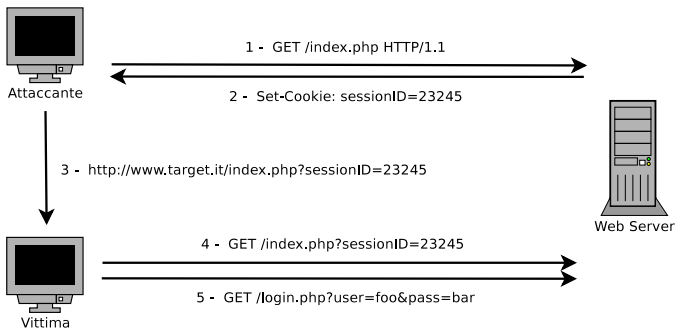 1 - GET /index.php HTTP/1.1
Attaccante
2 - Set-Cookie: sessionID=23245
3 - http://www.target.it/index.php?sessionID=23245
Web Server
4 - GET /index.php?sessionID=23245
5 - GET /login.php?user=foo&pass=bar
Vittima